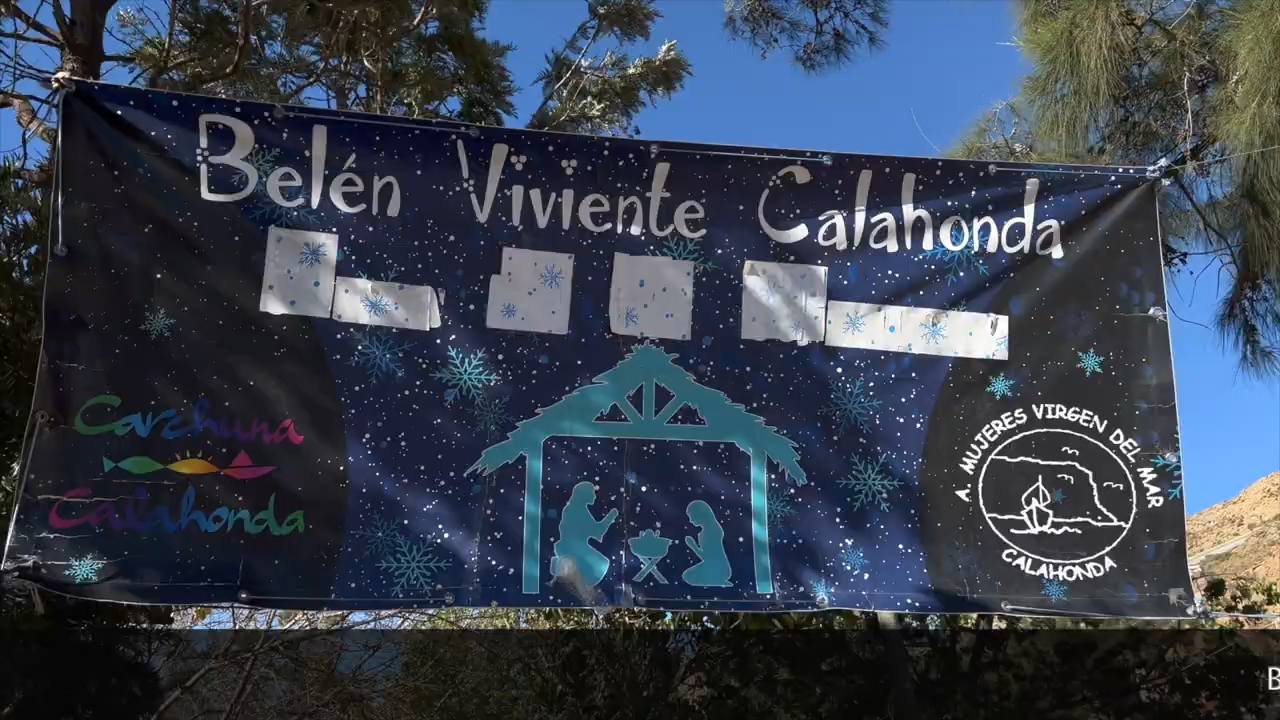 Belén Viviente Calahonda
Carchuna
Calahonda
A. MUJERES VIRGEN DEL MAR
CALAHONDA
B